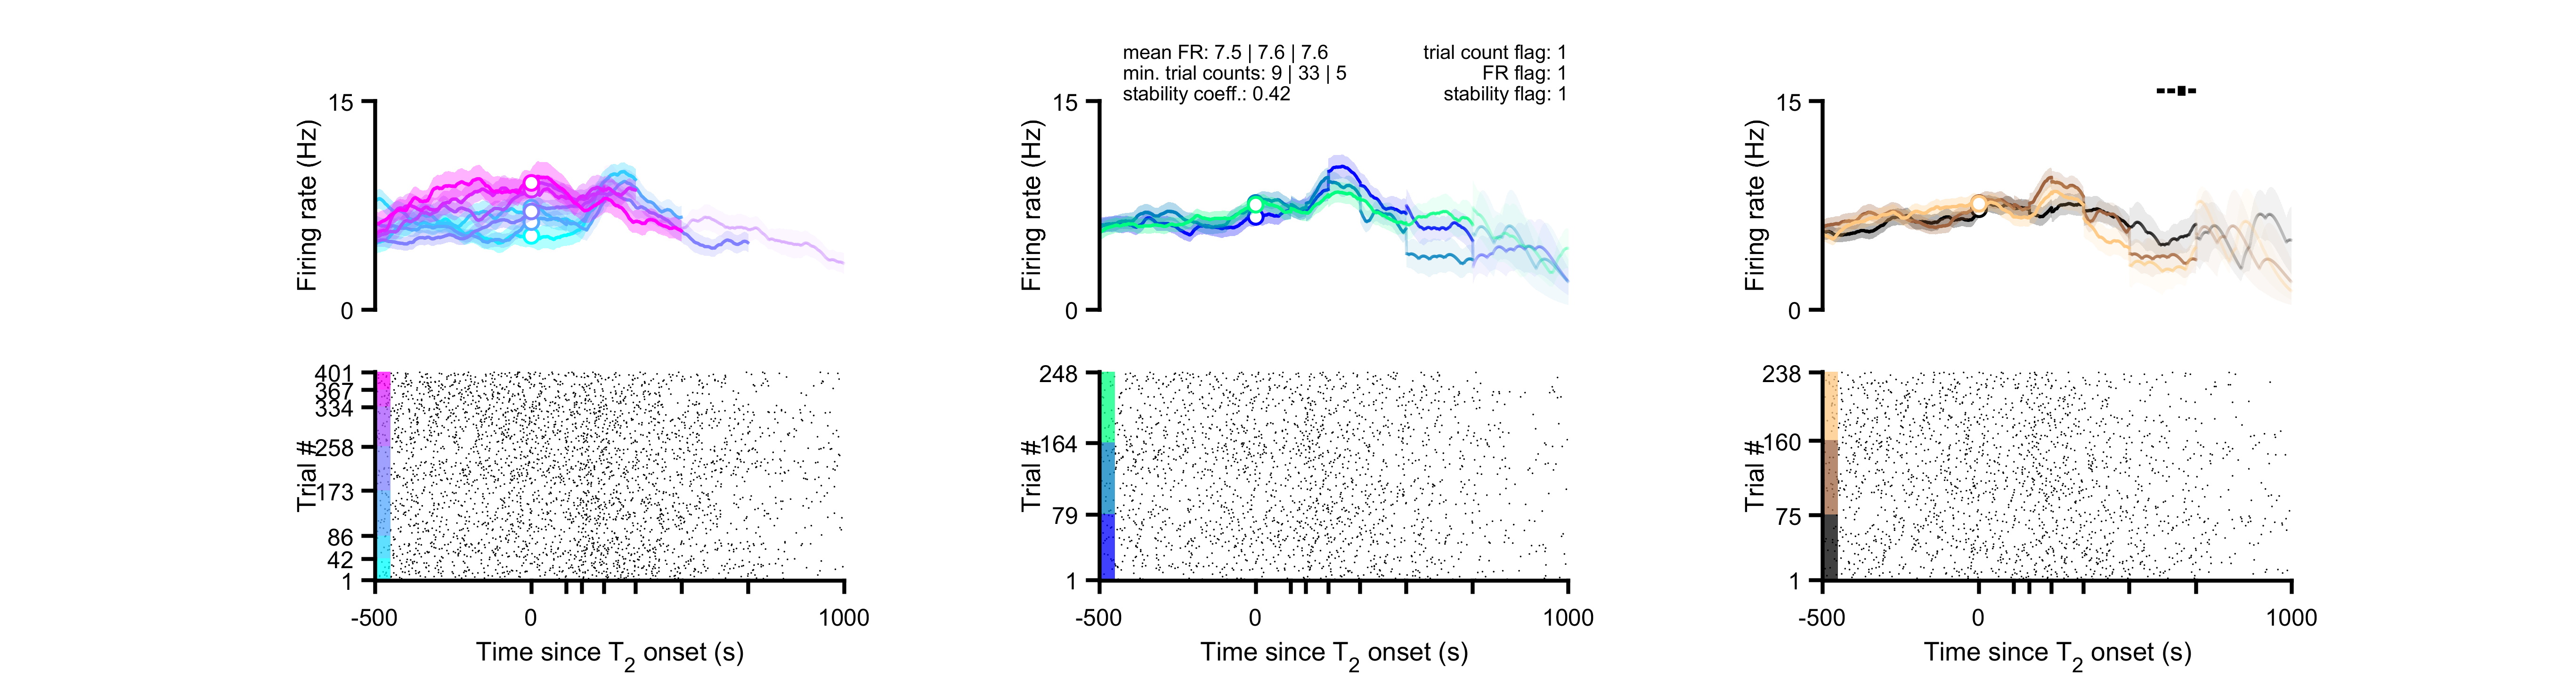 mean FR: 7.5 | 7.6 | 7.6
min. trial counts: 9 | 33 | 5
stability coeff.: 0.42
trial count flag: 1
FR flag: 1
stability flag: 1
15
Firing rate (Hz)
0
15
Firing rate (Hz)
0
15
Firing rate (Hz)
0
401
367
334
258
173
86
42
1
Trial #
-500
0
1000
Time since T2 onset (s)
248
164
79
1
Trial #
-500
0
1000
Time since T2 onset (s)
238
160
75
1
Trial #
-500
0
1000
Time since T2 onset (s)